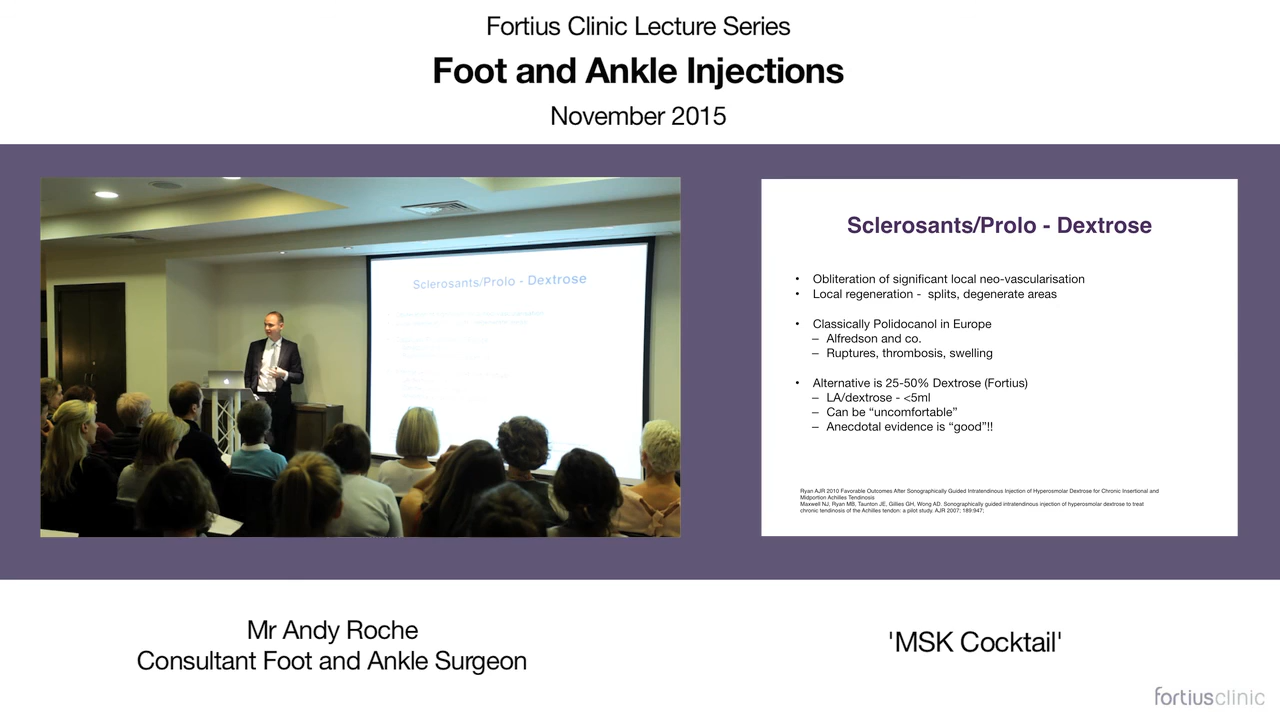 Fortius Clinic Lecture Series
Foot and Ankle Injections
November 2015
Sclerosants/Prolo - Dextrose
Sclerosants/Prolo - Dextrose
• Obliteration of significant local neo-vascularisation
• Local regeneration - splits, degenerate areas
• Classically Polidocanol in Europe
– Alfredson and co.
– Ruptures, thrombosis, swelling
• Alternative is 25-50% Dextrose (Fortius)
– LA/dextrose - <5ml
– Can be “uncomfortable”
– Anecdotal evidence is “good”!!
Ryan AJR 2010 Favorable Outcomes After Sonographically Guided Intratendinous Injection of Hyperosmolar Dextrose for Chronic Insertional and
Midportion Achilles Tendinosis
Maxwell NJ, Ryan MB, Taunton JE, Gillies GH, Wong AD. Sonographically guided intratendinous injection of hyperosmolar dextrose to treat
chronic tendinosis of the Achilles tendon: a pilot study. AJR 2007; 189:947;
Mr Andy Roche
Consultant Foot and Ankle Surgeon
'MSK Cocktail'
fortiusclinic